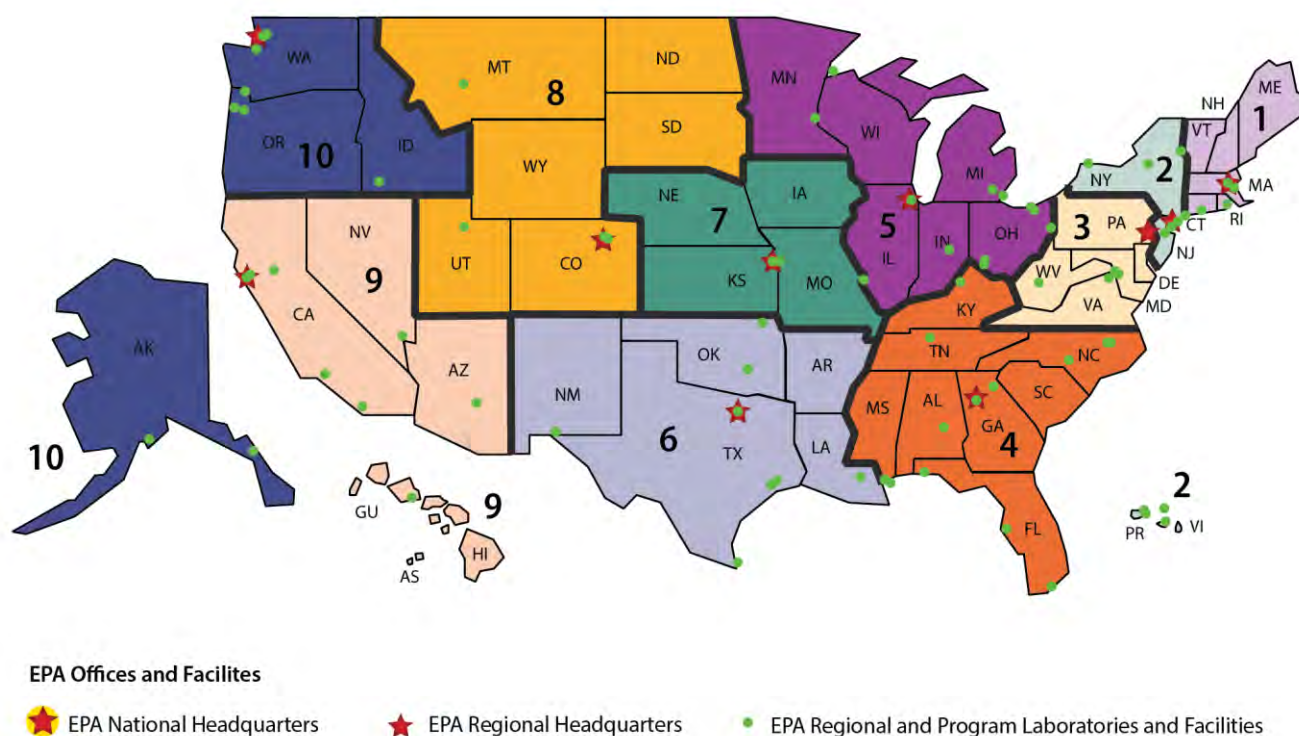 WA
MT
ND
MN
ME
NH
VT
1
8
OR
10
ID
SD
WI
WY
MI
NY
2
MA
RI
CT
NE
IA
7
NV
UT
CO
KS
MO
5
IL
IN
OH
3
PA
NJ
WV
DE
VA
MD
9
CA
KY
AK
AZ
NM
OK
AR
TN
NC
MS
AL
SC
GA
4
10
6
TX
LA
GU
9
HI
AS
FL
2
PR
VI
EPA Offices and Facilites
EPA National Headquarters
EPA Regional Headquarters
EPA Regional and Program Laboratories and Facilities